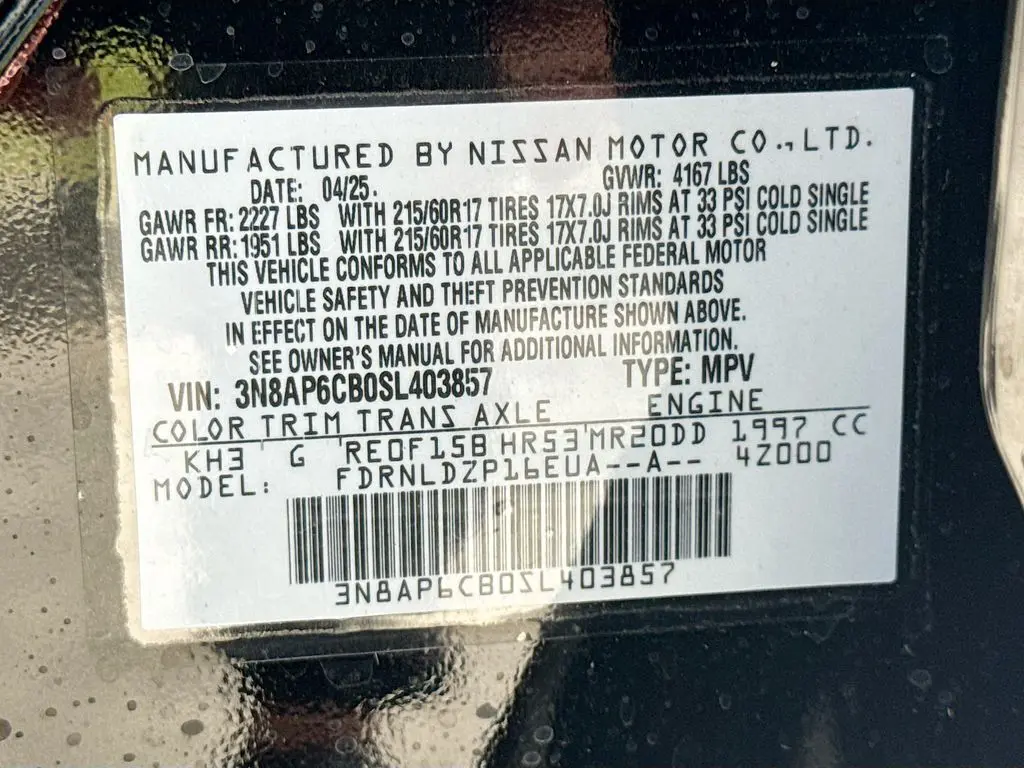 MANUFACTURED BY NISSAN MOTOR CO., LTD.
DATE: 04/25. GVWR: 4167 LBS
GAWR FR: 2227 LBS WITH 215/60R17 TIRES 17X7.0J RIMS AT 33 PSI COLD SINGLE
GAWR RR: 1951 LBS WITH 215/60R17 TIRES 17X7.0J RIMS AT 33 PSI COLD SINGLE
THIS VEHICLE CONFORMS TO ALL APPLICABLE FEDERAL MOTOR
VEHICLE SAFETY AND THEFT PREVENTION STANDARDS
IN EFFECT ON THE DATE OF MANUFACTURE SHOWN ABOVE.
SEE OWNER'S MANUAL FOR ADDITIONAL INFORMATION.
VIN: 3N8AP6CB0SL403857 TYPE: MPV
COLOR TRIM TRANS AXLE ENGINE
KH3 G RE0F15B HR53 MR20DD 1997 CC
MODEL: FDRNLDZP16EUA--A-- 4Z000
3N8AP6CB0SL403857